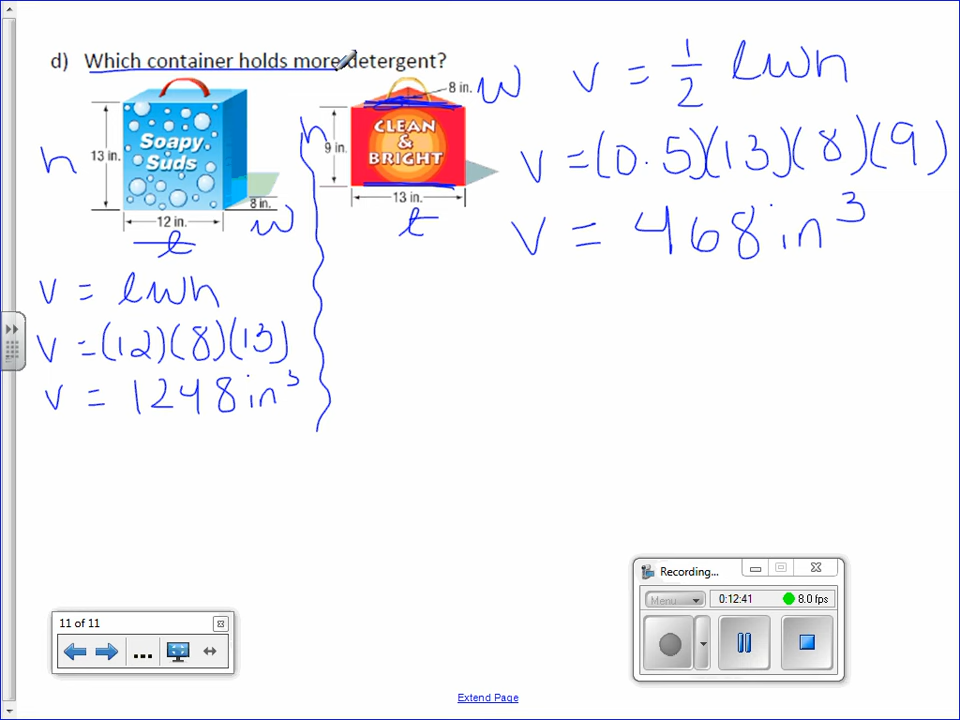 d) Which container holds more detergent?
Soapy
Suds
13 in.
h
8 in.
12 in.
w
l
CLEAN
&
BRIGHT
8 in.
w
h
9 in.
13 in.
l
v = lwh
v = (12)(8)(13)
v = 1248 in³
v = 1/2 lwh
v = (0.5)(13)(8)(9)
v = 468 in³
Recording...
Menu
0:12:41
8.0 fps
11 of 11
...
Extend Page